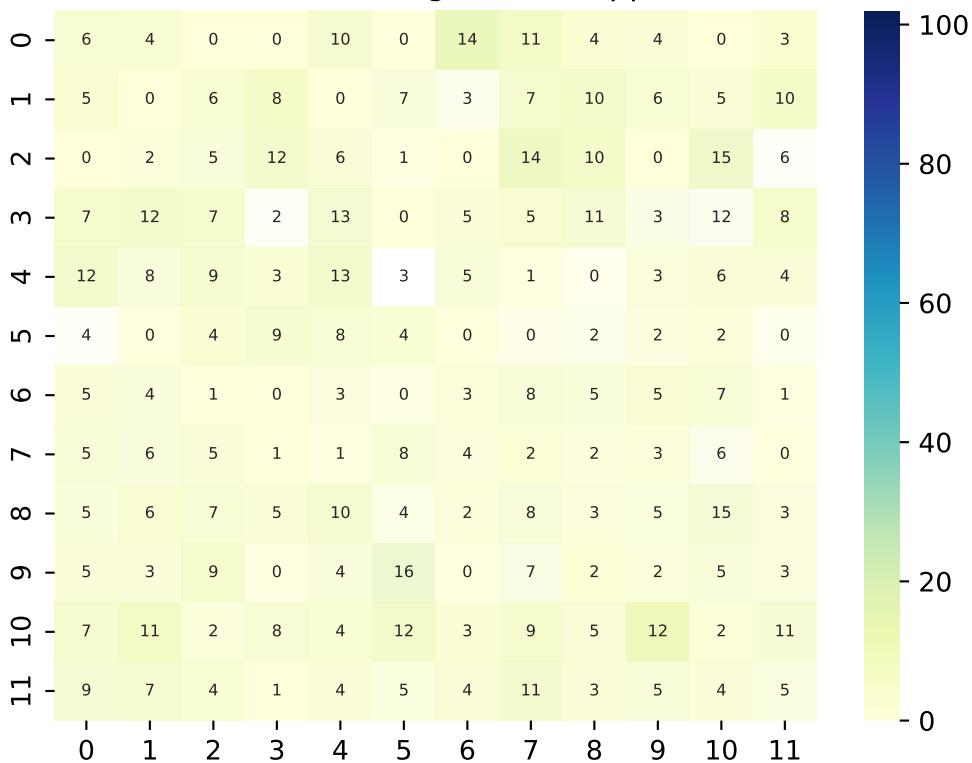 0 6 4 0 0 10 0 14 11 4 4 0 3
1 5 0 6 8 0 7 3 7 10 6 5 10
2 0 2 5 12 6 1 0 14 10 0 15 6
3 7 12 7 2 13 0 5 5 11 3 12 8
4 12 8 9 3 13 3 5 1 0 3 6 4
5 4 0 4 9 8 4 0 0 2 2 2 0
6 5 4 1 0 3 0 3 8 5 5 7 1
7 5 6 5 1 1 8 4 2 2 3 6 0
8 5 6 7 5 10 4 2 8 3 5 15 3
9 5 3 9 0 4 16 0 7 2 2 5 3
10 7 11 2 8 4 12 3 9 5 12 2 11
11 9 7 4 1 4 5 4 11 3 5 4 5
0 1 2 3 4 5 6 7 8 9 10 11
100
80
60
40
20
0